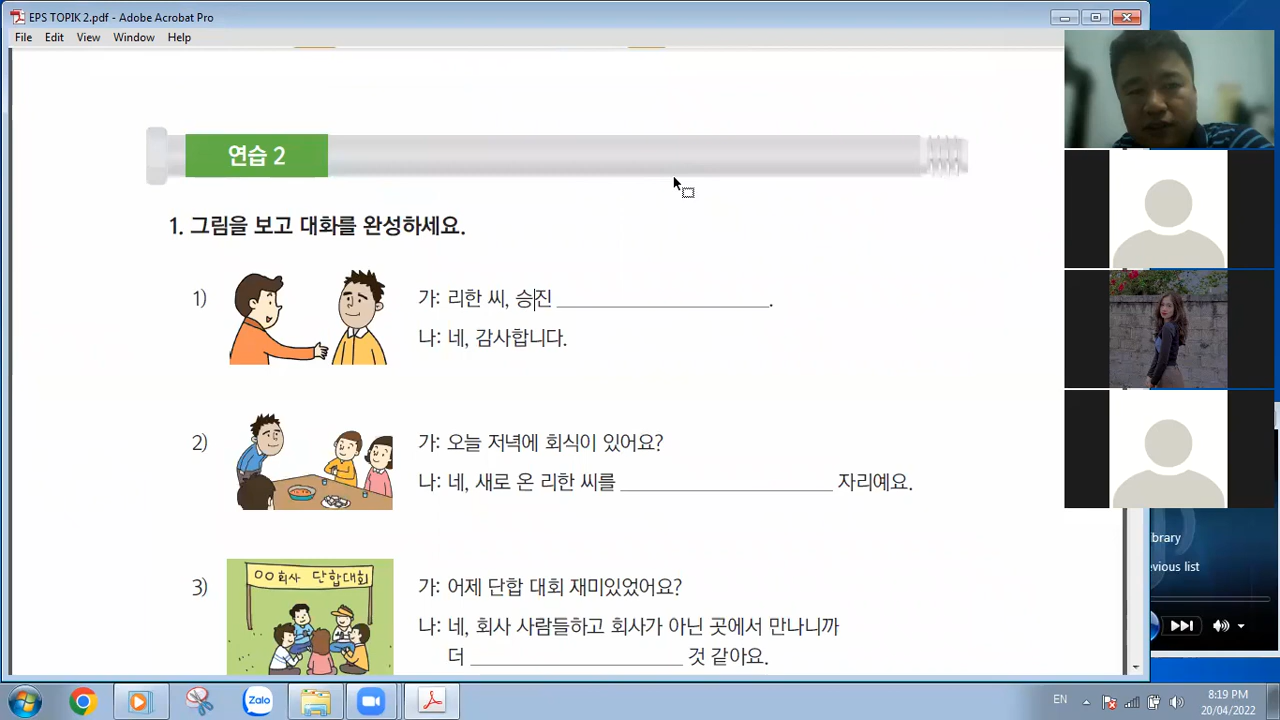 EPS TOPIK 2.pdf - Adobe Acrobat Pro
File Edit View Window Help
연습 2
1. 그림을 보고 대화를 완성하세요.
1)
가: 리한 씨, 승진 .
나: 네, 감사합니다.
2)
가: 오늘 저녁에 회식이 있어요?
나: 네, 새로 온 리한 씨를 자리예요.
3)
OO회사 단합대회
가: 어제 단합 대회 재미있었어요?
나: 네, 회사 사람들하고 회사가 아닌 곳에서 만나니까
더 것 같아요.
ibrary
evious list
Zalo
EN
8:19 PM
20/04/2022